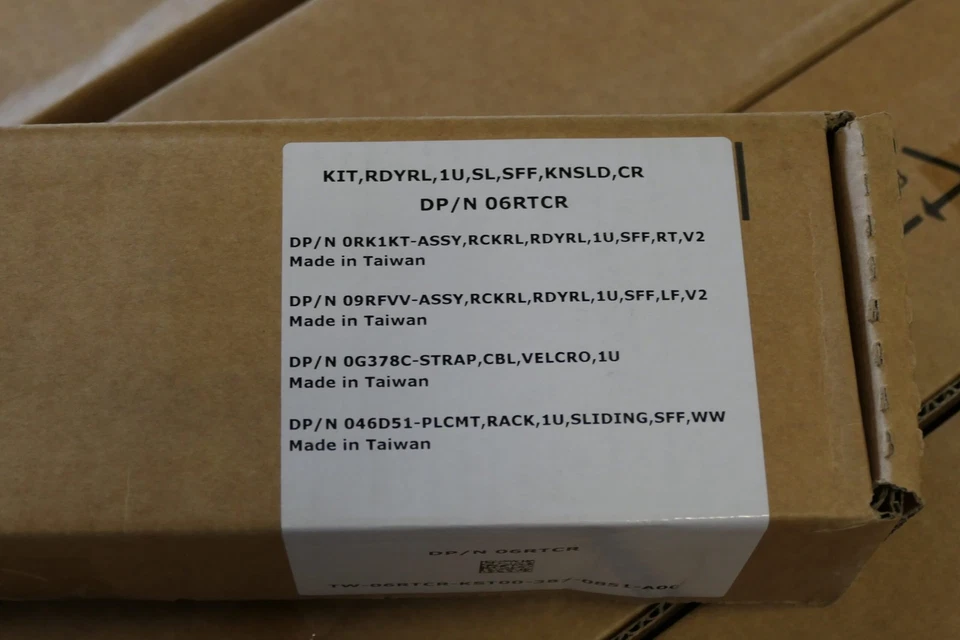 KIT,RDYRL,1U,SL,SFF,KNSLD,CR
DP/N 06RTCR
DP/N 0RK1KT-ASSY,RCKRL,RDYRL,1U,SFF,RT,V2
Made in Taiwan
DP/N 09RFVV-ASSY,RCKRL,RDYRL,1U,SFF,LF,V2
Made in Taiwan
DP/N 0G378C-STRAP,CBL,VELCRO,1U
Made in Taiwan
DP/N 046D51-PLCMT,RACK,1U,SLIDING,SFF,WW
Made in Taiwan
DP/N 06RTCR